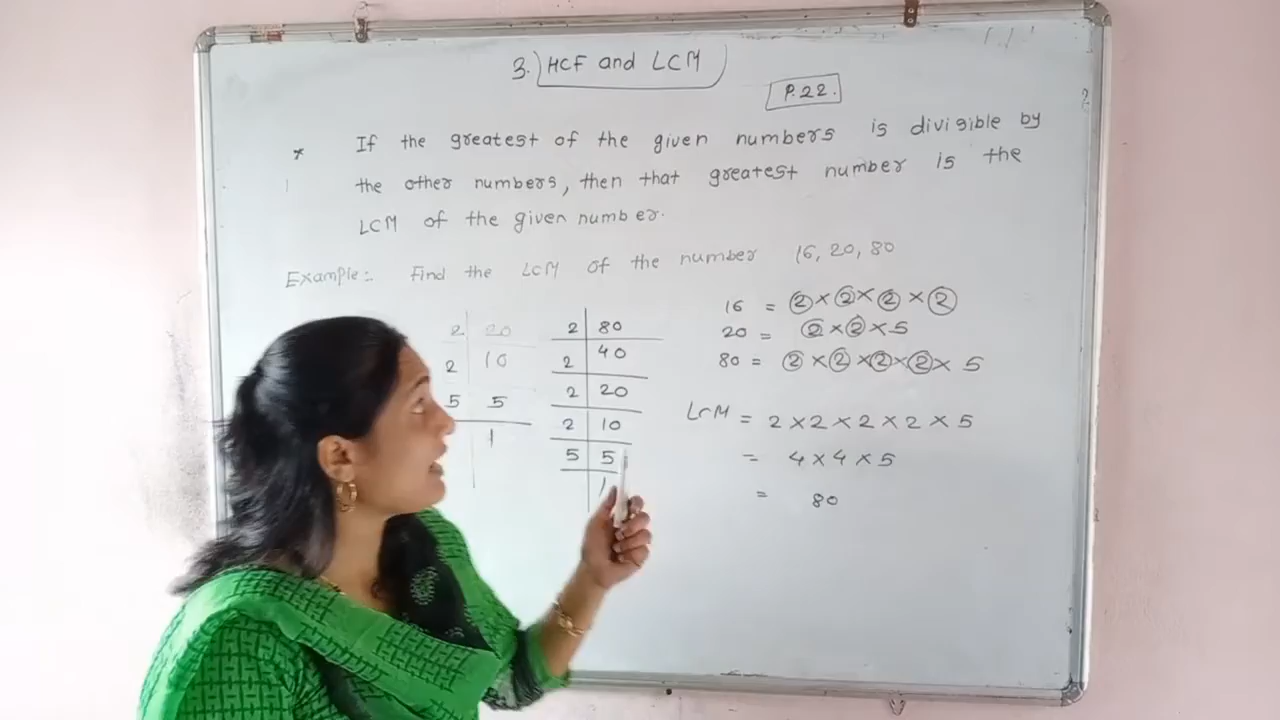 3. HCF and LCM
P.22.
* If the greatest of the given numbers is divisible by
the other numbers, then that greatest number is the
LCM of the given number.
Example:- Find the LCM of the number 16, 20, 80
2 20
2 10
5 5
1
2 80
2 40
2 20
2 10
5 5
1
16 = 2 × 2 × 2 × 2
20 = 2 × 2 × 5
80 = 2 × 2 × 2 × 2 × 5
LCM = 2 × 2 × 2 × 2 × 5
= 4 × 4 × 5
= 80